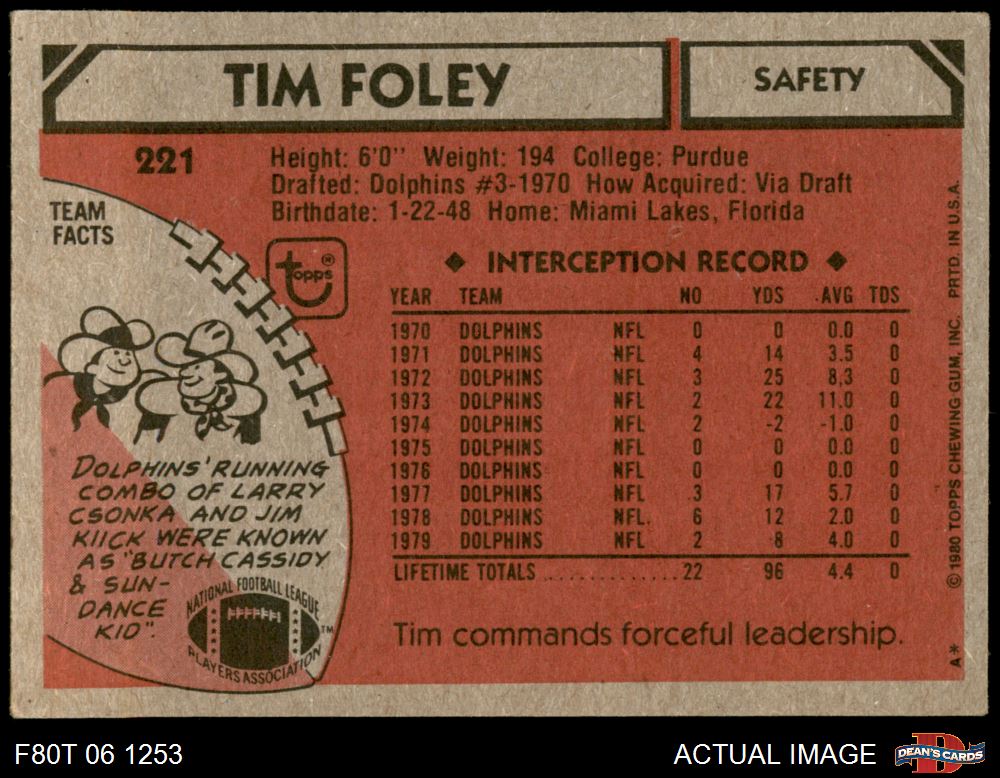 TIM FOLEY
SAFETY
221
Height: 6'0'' Weight: 194 College: Purdue
Drafted: Dolphins #3-1970 How Acquired: Via Draft
Birthdate: 1-22-48 Home: Miami Lakes, Florida
TEAM
FACTS
topps ®
◆ INTERCEPTION RECORD ◆
YEAR TEAM NO YDS AVG TDS
1970 DOLPHINS NFL 0 0 0.0 0
1971 DOLPHINS NFL 4 14 3.5 0
1972 DOLPHINS NFL 3 25 8.3 0
1973 DOLPHINS NFL 2 22 11.0 0
1974 DOLPHINS NFL 2 -2 -1.0 0
1975 DOLPHINS NFL 0 0 0.0 0
1976 DOLPHINS NFL 0 0 0.0 0
1977 DOLPHINS NFL 3 17 5.7 0
1978 DOLPHINS NFL 6 12 2.0 0
1979 DOLPHINS NFL 2 8 4.0 0
LIFETIME TOTALS .............. 22 96 4.4 0
Tim commands forceful leadership.
DOLPHINS' RUNNING
COMBO OF LARRY
CSONKA AND JIM
KIICK WERE KNOWN
AS "BUTCH CASSIDY
& SUN-
DANCE
KID".
NATIONAL FOOTBALL LEAGUE
PLAYERS ASSOCIATION
TM
© 1980 TOPPS CHEWING GUM, INC. PRTD. IN U.S.A.
A*
F80T 06 1253
ACTUAL IMAGE
DEAN'S CARDS